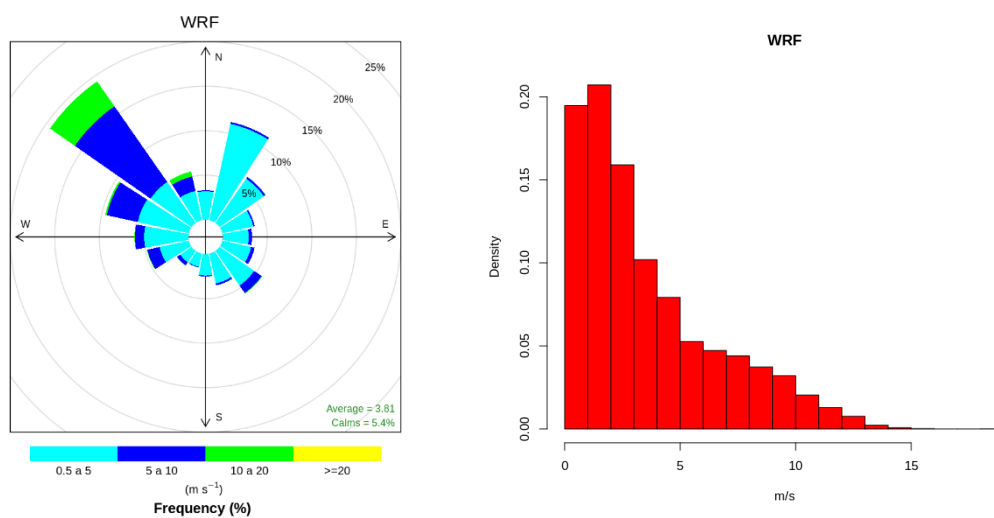 WRF
N
25%
20%
15%
10%
5%
W
E
S
Average = 3.81
Calms = 5.4%
0.5 a 5
5 a 10
10 a 20
>=20
(m s⁻¹)
Frequency (%)
WRF
Density
0.20
0.15
0.10
0.05
0.00
0
5
10
15
m/s